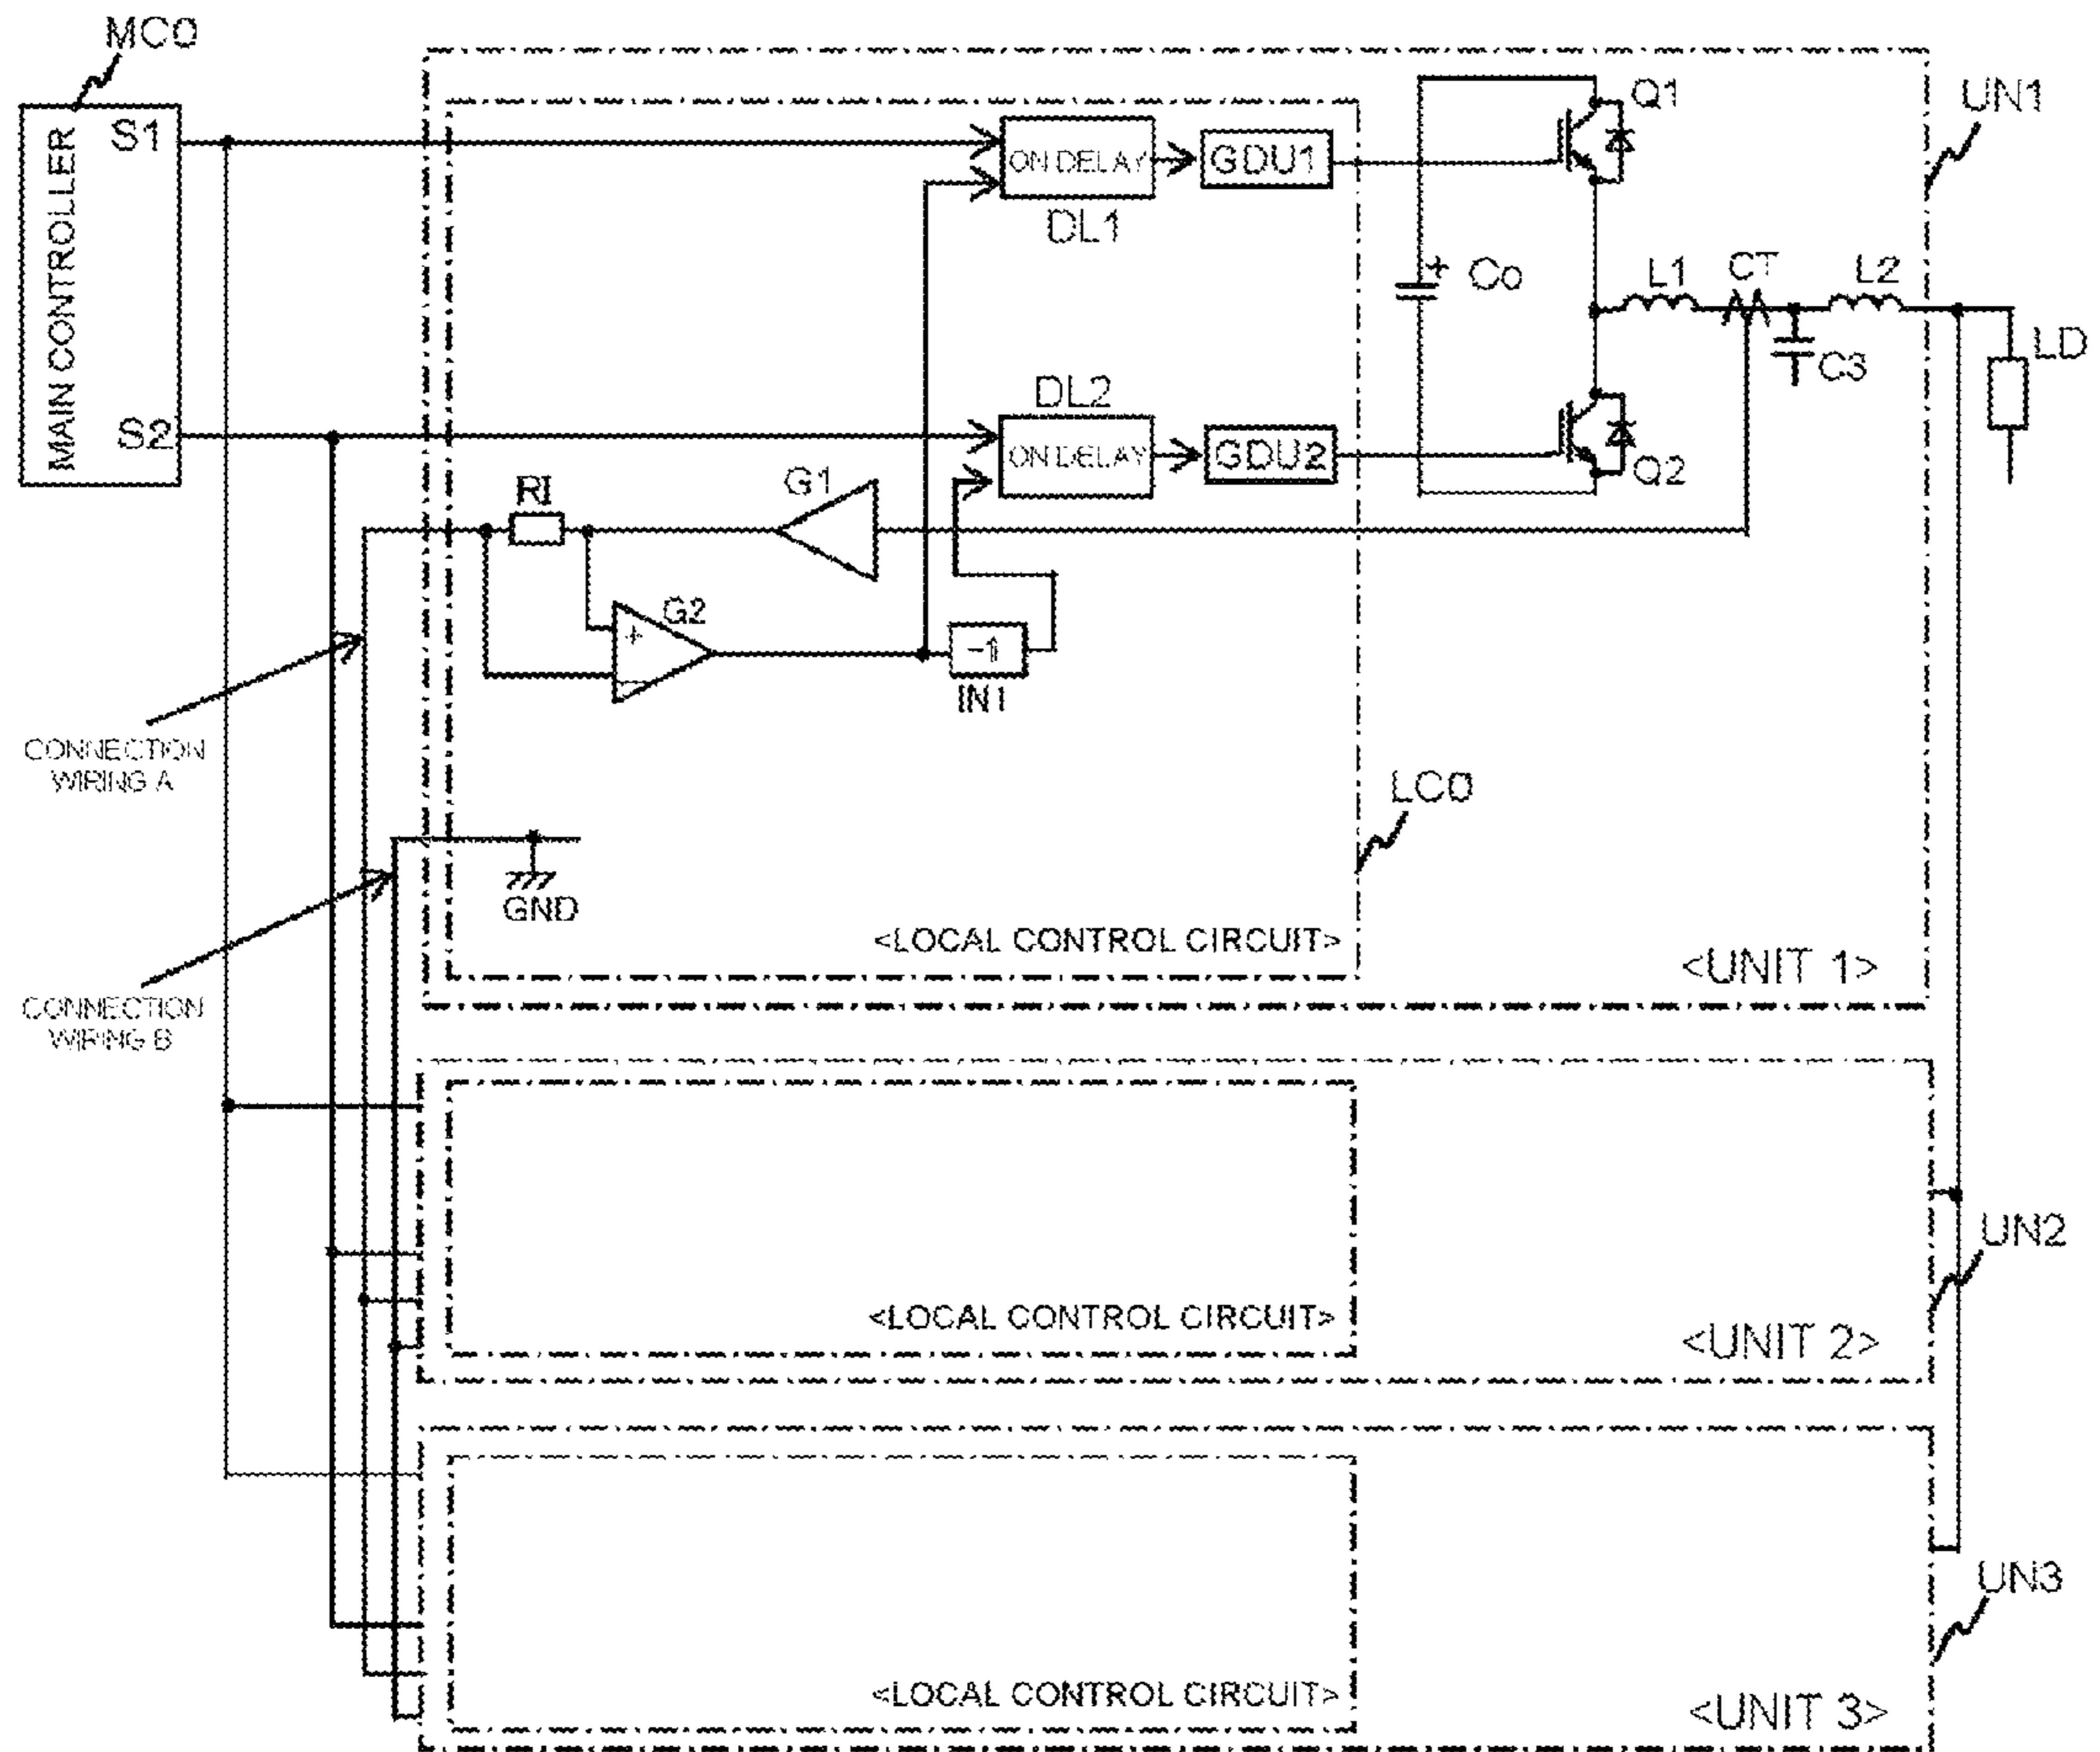 MC0
MAIN CONTROLLER
S1
S2
ON DELAY
DL1
GDU1
Q1
UN1
+ Co
L1
CT
L2
C3
LD
DL2
ON DELAY
GDU2
Q2
RI
G1
G2
+
−
-1
IN1
CONNECTION
WIRING A
LC0
GND
<LOCAL CONTROL CIRCUIT>
<UNIT 1>
CONNECTION
WIRING B
UN2
<LOCAL CONTROL CIRCUIT>
<UNIT 2>
UN3
<LOCAL CONTROL CIRCUIT>
<UNIT 3>